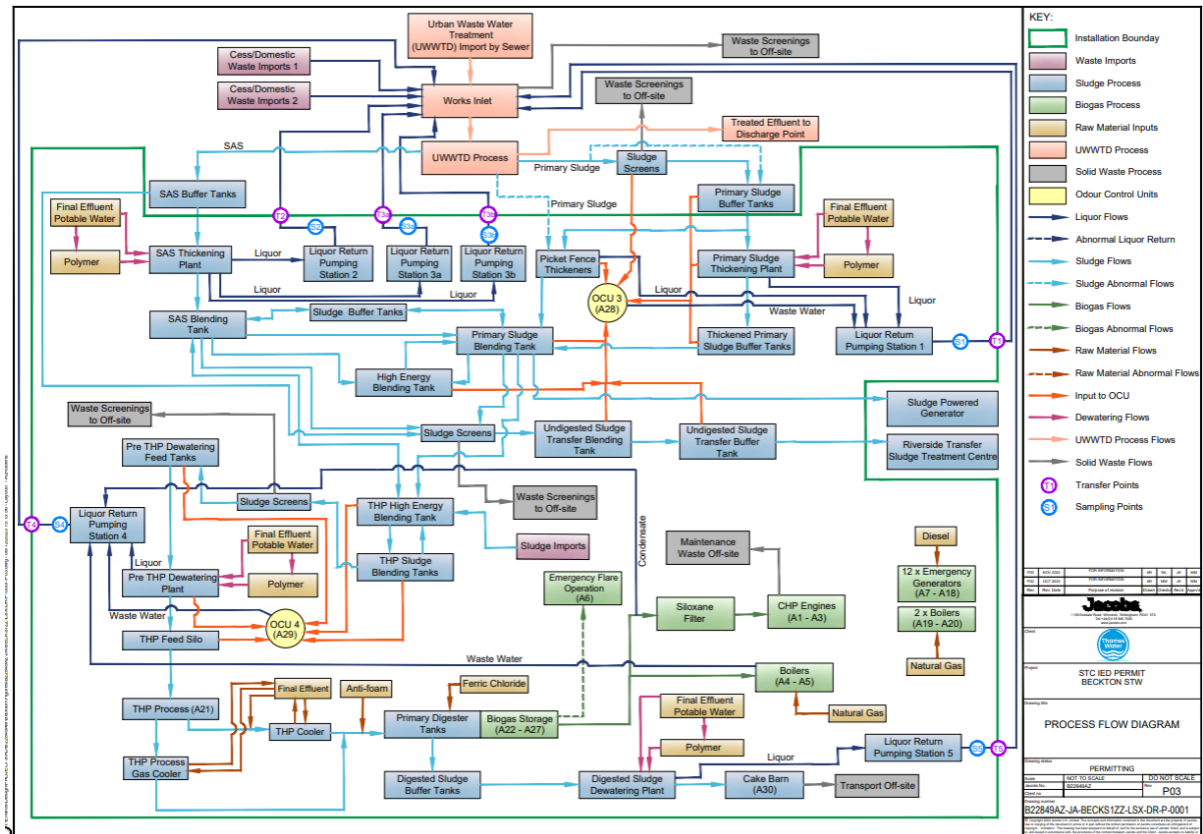 Urban Waste Water
Treatment
(UWWTD) Import by Sewer
Waste Screenings
to Off-site
Cess/Domestic
Waste Imports 1
Cess/Domestic
Waste Imports 2
Works Inlet
Waste Screenings
to Off-site
Treated Effluent to
Discharge Point
SAS
UWWTD Process
Primary Sludge
Sludge
Screens
SAS Buffer Tanks
Primary Sludge
Primary Sludge
Buffer Tanks
Final Effluent
Potable Water
Polymer
T2
S2
T3a
S3a
T3b
S3b
Final Effluent
Potable Water
Polymer
SAS Thickening
Plant
Liquor
Liquor Return
Pumping
Station 2
Liquor Return
Pumping
Station 3a
Liquor Return
Pumping
Station 3b
Liquor
Liquor
Picket Fence
Thickeners
Primary Sludge
Thickening Plant
OCU 3
(A28)
Liquor
Waste Water
Liquor
SAS Blending
Tank
Sludge Buffer Tanks
Primary Sludge
Blending Tank
Thickened Primary
Sludge Buffer Tanks
Liquor Return
Pumping Station 1
S1
T1
High Energy
Blending Tank
Waste Screenings
to Off-site
Sludge Screens
Undigested Sludge
Transfer Blending
Tank
Undigested Sludge
Transfer Buffer
Tank
Sludge Powered
Generator
Riverside Transfer
Sludge Treatment Centre
Pre THP Dewatering
Feed Tanks
Sludge Screens
T4
S4
Liquor Return
Pumping
Station 4
THP High Energy
Blending Tank
Waste Screenings
to Off-site
Final Effluent
Potable Water
Polymer
Sludge Imports
Condensate
Maintenance
Waste Off-site
Diesel
Liquor
Pre THP Dewatering
Plant
THP Sludge
Blending Tanks
Emergency Flare
Operation
(A6)
12 x Emergency
Generators
(A7 - A18)
Waste Water
OCU 4
(A29)
Siloxane
Filter
CHP Engines
(A1 - A3)
2 x Boilers
(A19 - A20)
THP Feed Silo
Natural Gas
Waste Water
Boilers
(A4 - A5)
Natural Gas
THP Process (A21)
Final Effluent
Anti-foam
Ferric Chloride
THP Cooler
Primary Digester
Tanks
Biogas Storage
(A22 - A27)
Final Effluent
Potable Water
Polymer
THP Process
Gas Cooler
Liquor
Liquor Return
Pumping Station 5
S5
T5
Digested Sludge
Buffer Tanks
Digested Sludge
Dewatering Plant
Cake Barn
(A30)
Transport Off-site
KEY:
Installation Boundary
Waste Imports
Sludge Process
Biogas Process
Raw Material Inputs
UWWTD Process
Solid Waste Process
Odour Control Units
Liquor Flows
Abnormal Liquor Return
Sludge Flows
Sludge Abnormal Flows
Biogas Flows
Biogas Abnormal Flows
Raw Material Flows
Raw Material Abnormal Flows
Input to OCU
Dewatering Flows
UWWTD Process Flows
Solid Waste Flows
T1
Transfer Points
S1
Sampling Points
Jacobs
Client
Thames
Water
Project
STC IED PERMIT
BECKTON STW
Drawing title
PROCESS FLOW DIAGRAM
Drawing status
PERMITTING
Scale
NOT TO SCALE
DO NOT SCALE
Jacobs No.
B22849AZ
Rev
P03
Client no.
Drawing number
B22849AZ-JA-BECKS1ZZ-LSX-DR-P-0001